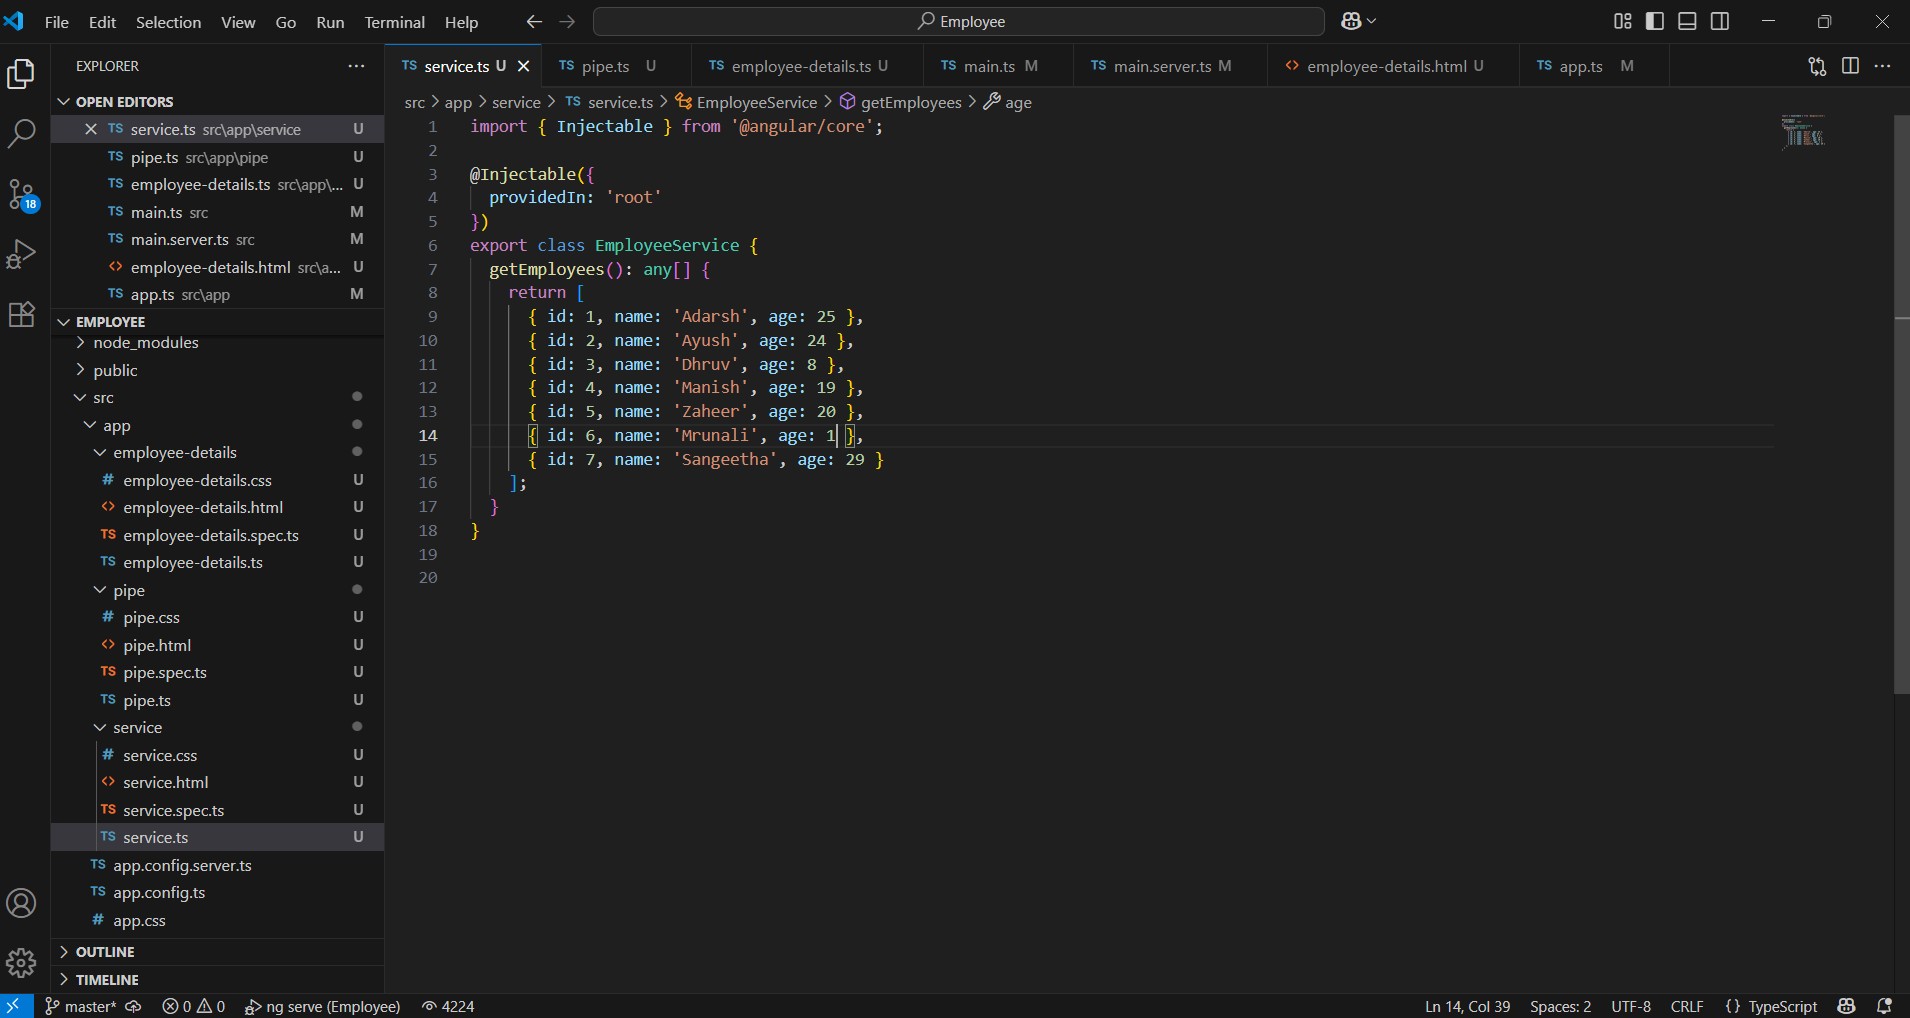 File Edit Selection View Go Run Terminal Help
Employee
EXPLORER
OPEN EDITORS
TS service.ts src\app\service U
TS pipe.ts src\app\pipe U
TS employee-details.ts src\app\... U
TS main.ts src M
TS main.server.ts src M
<> employee-details.html src\a... U
TS app.ts src\app M
EMPLOYEE
node_modules
public
src
app
employee-details
# employee-details.css U
<> employee-details.html U
TS employee-details.spec.ts U
TS employee-details.ts U
pipe
# pipe.css U
<> pipe.html U
TS pipe.spec.ts U
TS pipe.ts U
service
# service.css U
<> service.html U
TS service.spec.ts U
TS service.ts U
TS app.config.server.ts
TS app.config.ts
# app.css
OUTLINE
TIMELINE
18
TS service.ts U TS pipe.ts U TS employee-details.ts U TS main.ts M TS main.server.ts M <> employee-details.html U TS app.ts M
src > app > service > TS service.ts > EmployeeService > getEmployees > age
1 import { Injectable } from '@angular/core';
2
3 @Injectable({
4 providedIn: 'root'
5 })
6 export class EmployeeService {
7 getEmployees(): any[] {
8 return [
9 { id: 1, name: 'Adarsh', age: 25 },
10 { id: 2, name: 'Ayush', age: 24 },
11 { id: 3, name: 'Dhruv', age: 8 },
12 { id: 4, name: 'Manish', age: 19 },
13 { id: 5, name: 'Zaheer', age: 20 },
14 { id: 6, name: 'Mrunali', age: 1 },
15 { id: 7, name: 'Sangeetha', age: 29 }
16 ];
17 }
18 }
19
20
master* 0 0 ng serve (Employee) 4224 Ln 14, Col 39 Spaces: 2 UTF-8 CRLF {} TypeScript